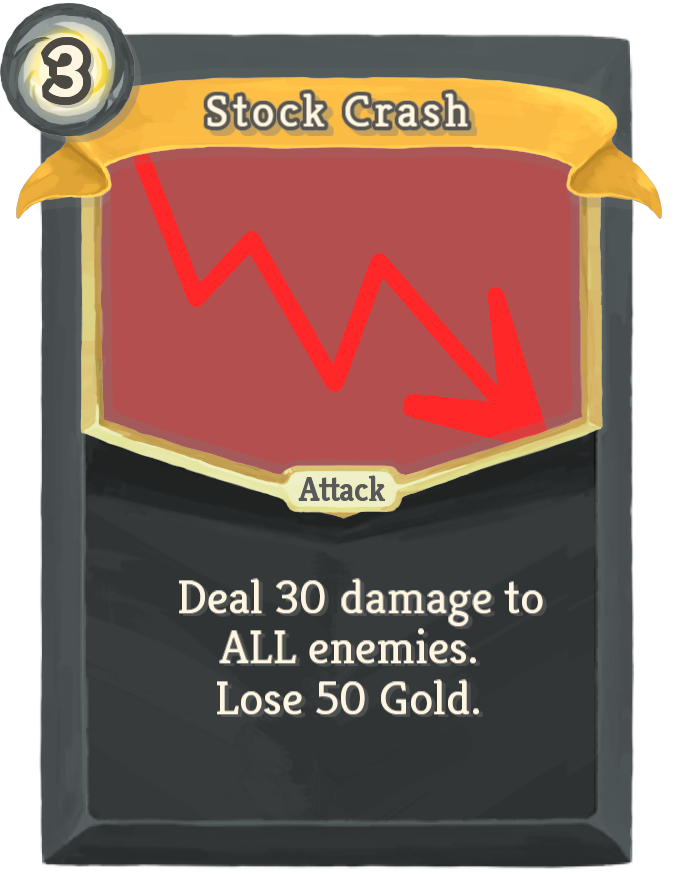 3
Stock Crash
Attack
Deal 30 damage to
ALL enemies.
Lose 50 Gold.